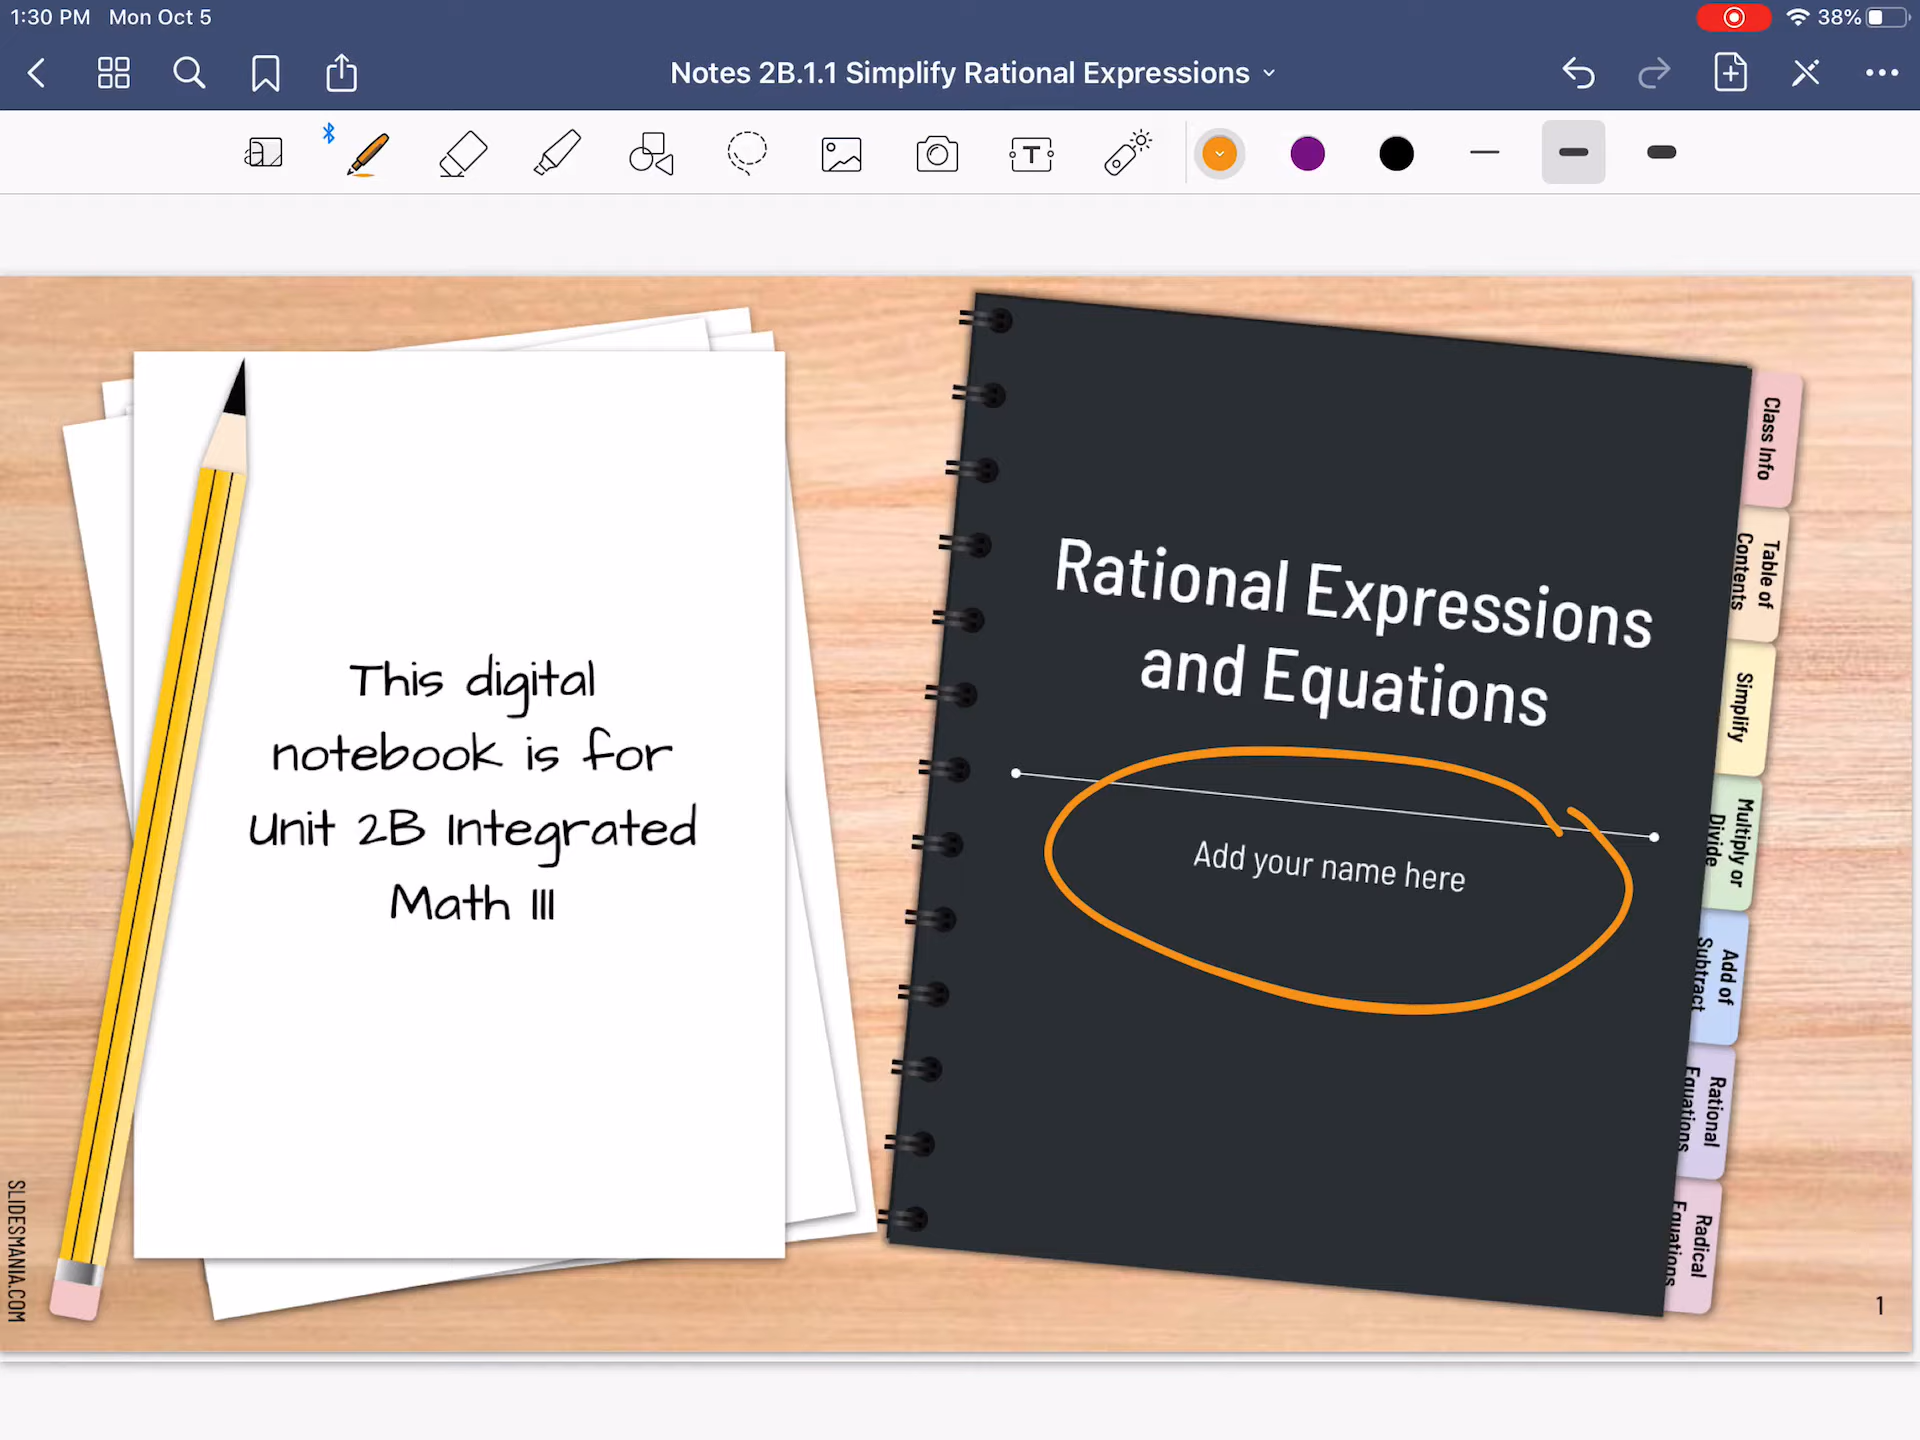 1:30 PM Mon Oct 5
38%
Notes 2B.1.1 Simplify Rational Expressions
This digital
notebook is for
Unit 2B Integrated
Math III
Rational Expressions
and Equations
Add your name here
Class Info
Table of
Contents
Simplify
Multiply or
Divide
Add of
Subtract
Rational
Equations
Radical
Equations
SLIDESMANIA.COM
1